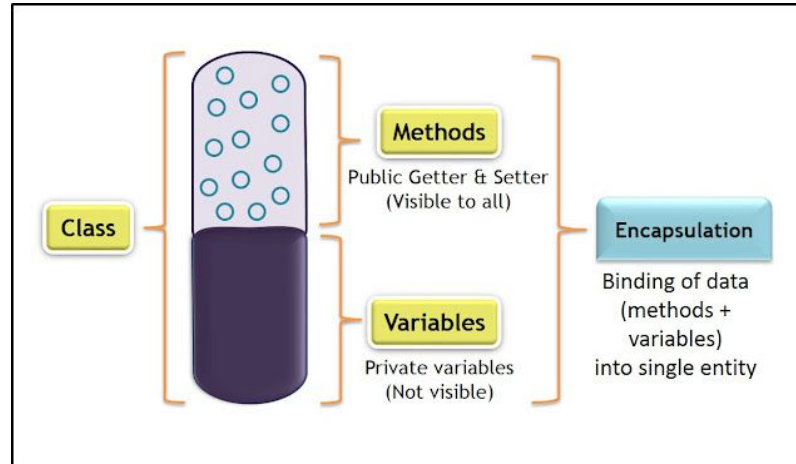 Class
Methods
Public Getter & Setter
(Visible to all)
Variables
Private variables
(Not visible)
Encapsulation
Binding of data
(methods +
variables)
into single entity